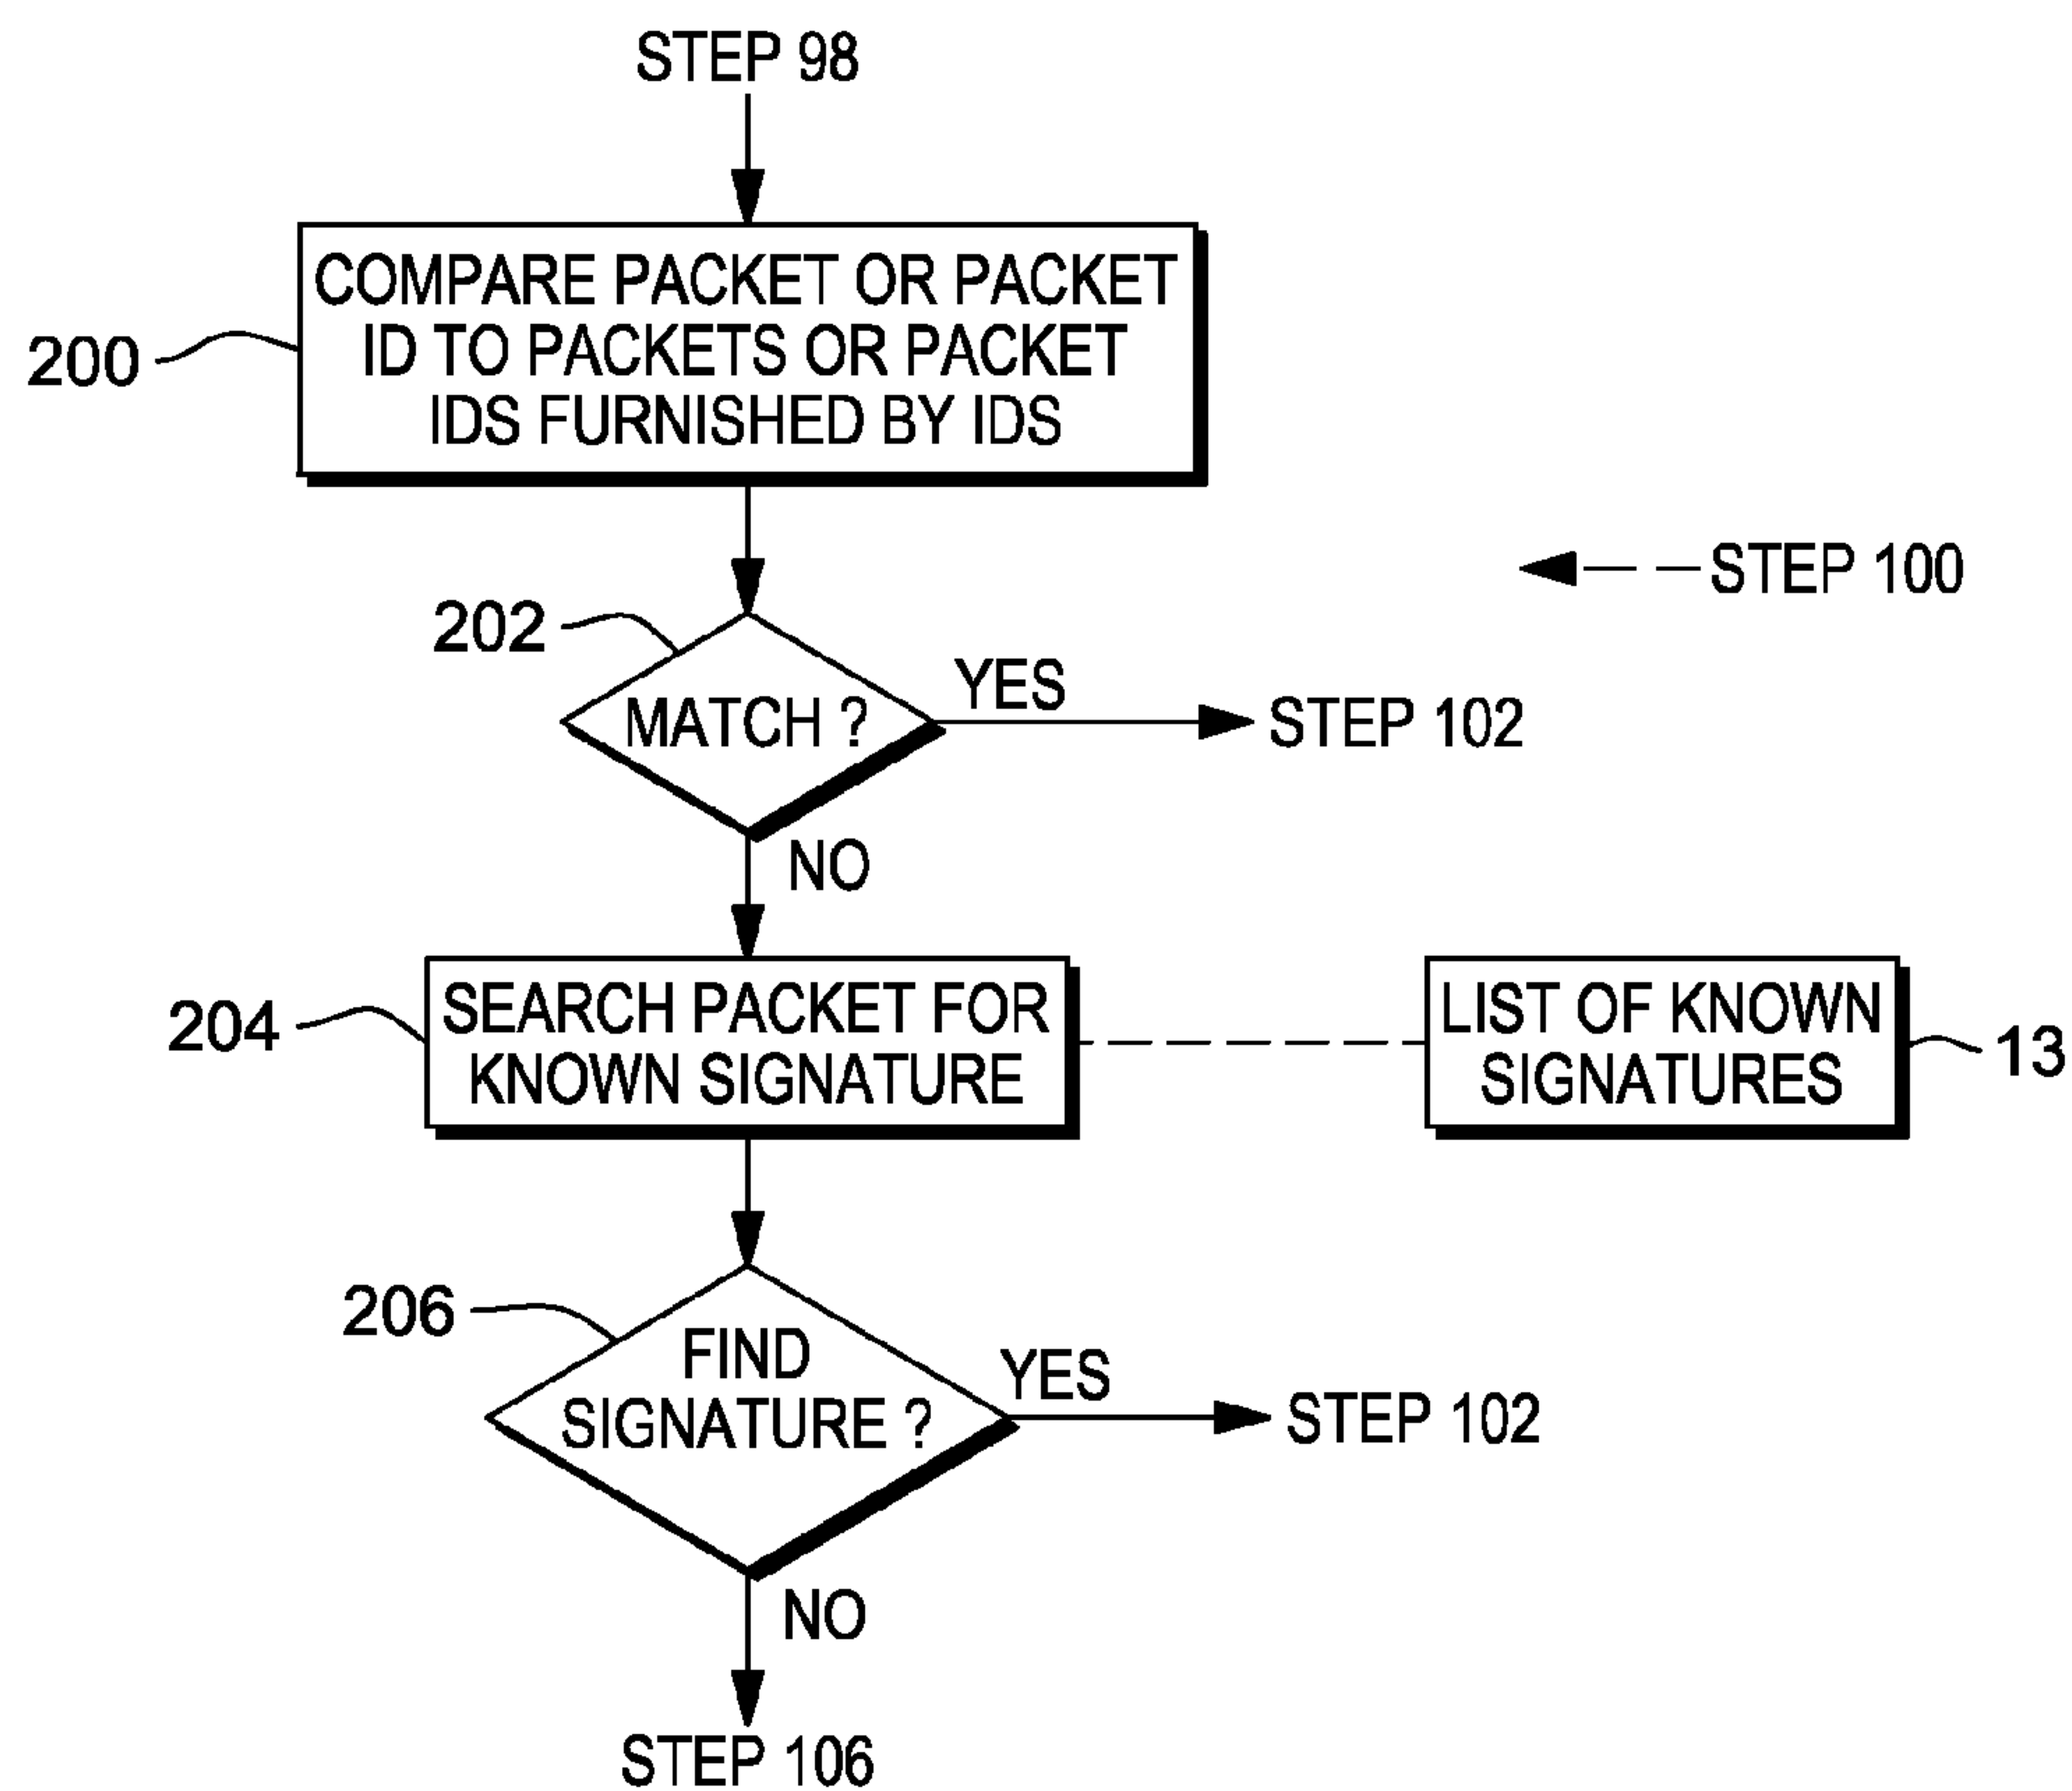 STEP 98
COMPARE PACKET OR PACKET
ID TO PACKETS OR PACKET
IDS FURNISHED BY IDS
200
STEP 100
202
MATCH ?
YES
STEP 102
NO
204
SEARCH PACKET FOR
KNOWN SIGNATURE
LIST OF KNOWN
SIGNATURES
13
206
FIND
SIGNATURE ?
YES
STEP 102
NO
STEP 106